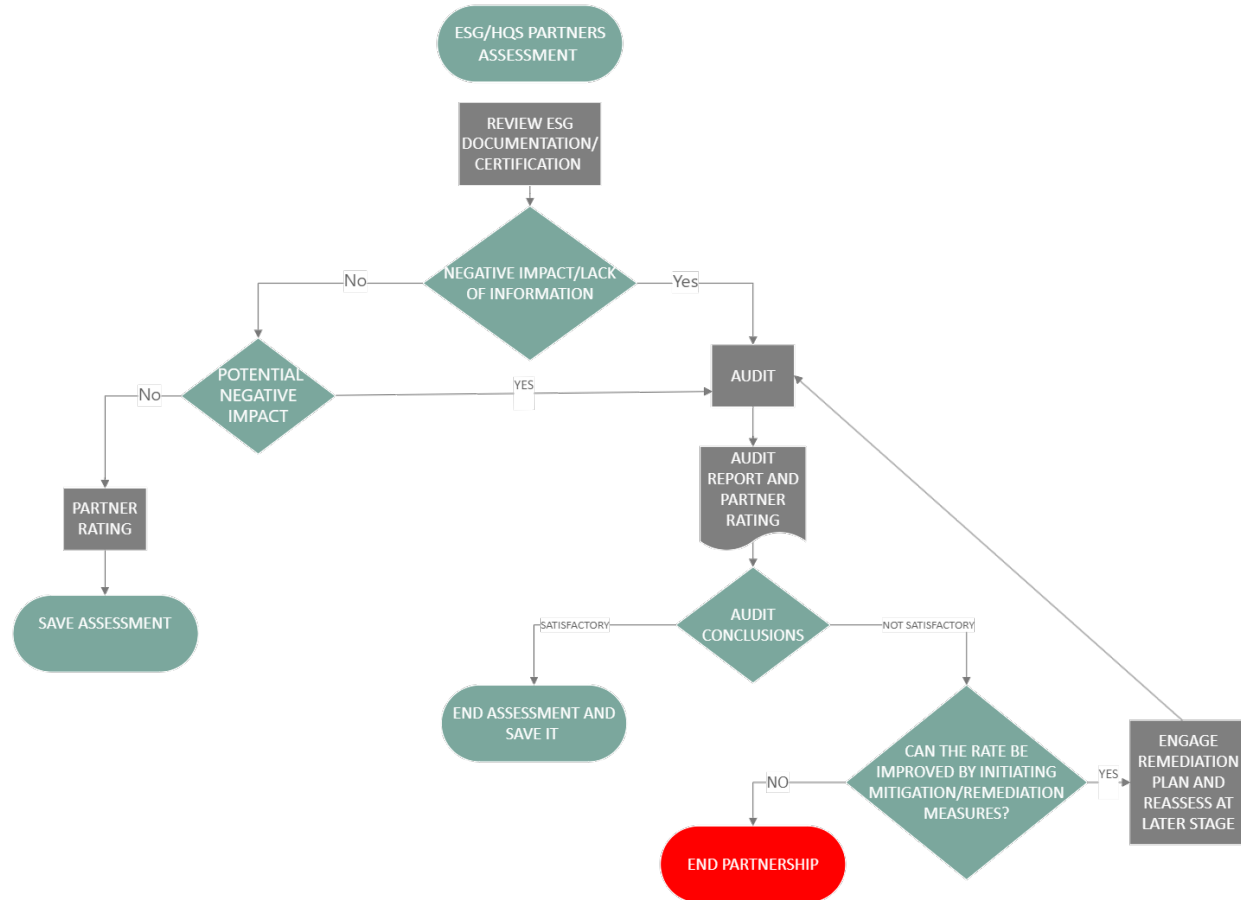 ESG/HQS PARTNERS
ASSESSMENT
REVIEW ESG
DOCUMENTATION/
CERTIFICATION
NEGATIVE IMPACT/LACK
OF INFORMATION
No
Yes
POTENTIAL
NEGATIVE
IMPACT
No
YES
AUDIT
AUDIT
REPORT AND
PARTNER
RATING
PARTNER
RATING
SAVE ASSESSMENT
AUDIT
CONCLUSIONS
SATISFACTORY
NOT SATISFACTORY
END ASSESSMENT AND
SAVE IT
CAN THE RATE BE
IMPROVED BY INITIATING
MITIGATION/REMEDIATION
MEASURES?
NO
YES
ENGAGE
REMEDIATION
PLAN AND
REASSESS AT
LATER STAGE
END PARTNERSHIP